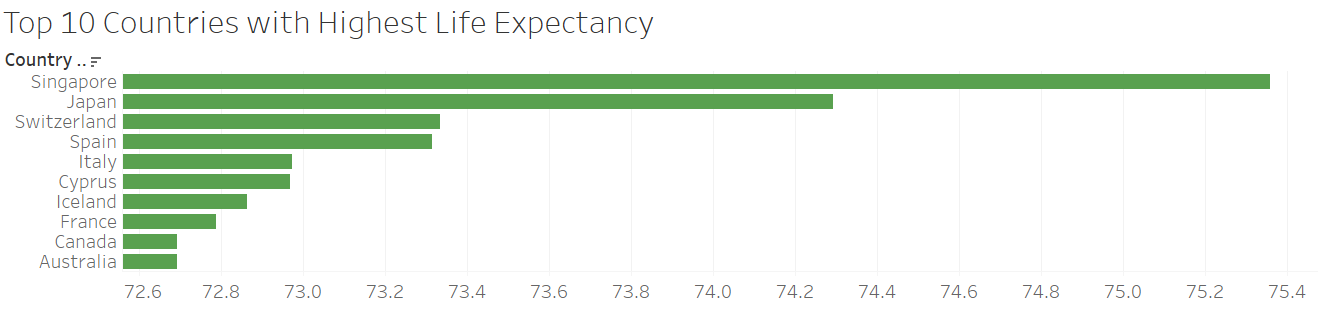 Top 10 Countries with Highest Life Expectancy
Country ..
Singapore
Japan
Switzerland
Spain
Italy
Cyprus
Iceland
France
Canada
Australia
72.6 72.8 73.0 73.2 73.4 73.6 73.8 74.0 74.2 74.4 74.6 74.8 75.0 75.2 75.4